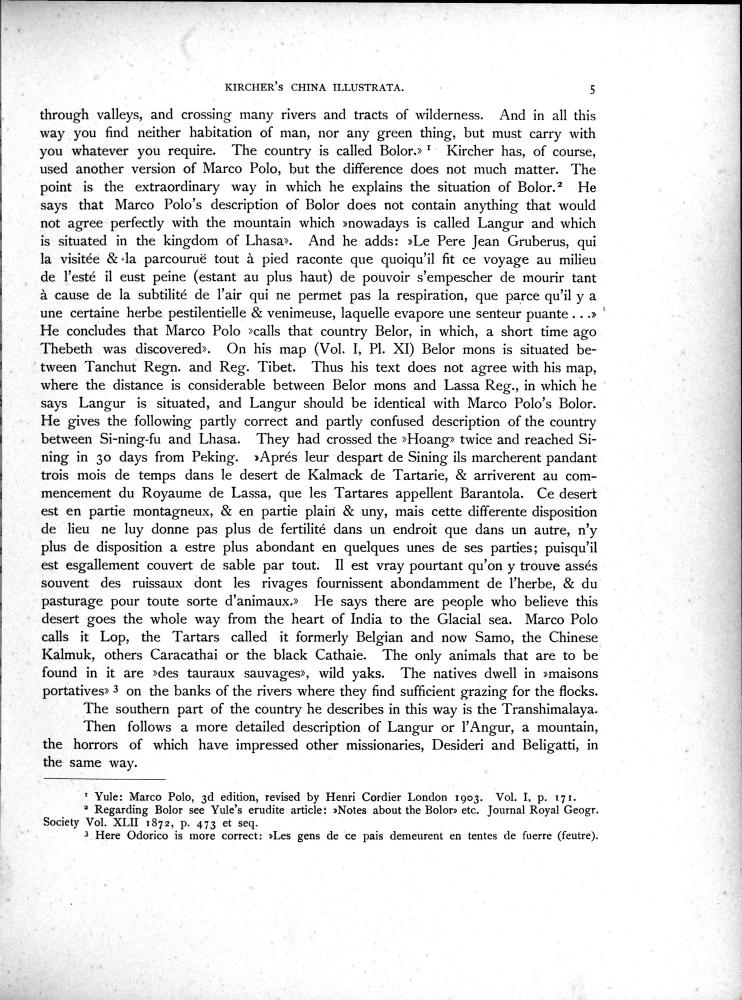 KIRCHER'S CHINA ILLUSTRATA. 5
through valleys, and crossing many rivers and tracts of wilderness. And in all this
way you find neither habitation of man, nor any green thing, but must carry with
you whatever you require. The country is called Bolor.» ¹ Kircher has, of course,
used another version of Marco Polo, but the difference does not much matter. The
point is the extraordinary way in which he explains the situation of Bolor.² He
says that Marco Polo's description of Bolor does not contain anything that would
not agree perfectly with the mountain which »nowadays is called Langur and which
is situated in the kingdom of Lhasa». And he adds: »Le Pere Jean Gruberus, qui
la visitée & la parcouruë tout à pied raconte que quoiqu'il fit ce voyage au milieu
de l'esté il eust peine (estant au plus haut) de pouvoir s'empescher de mourir tant
à cause de la subtilité de l'air qui ne permet pas la respiration, que parce qu'il y a
une certaine herbe pestilentielle & venimeuse, laquelle evapore une senteur puante . . .»
He concludes that Marco Polo »calls that country Belor, in which, a short time ago
Thebeth was discovered». On his map (Vol. I, Pl. XI) Belor mons is situated be-
tween Tanchut Regn. and Reg. Tibet. Thus his text does not agree with his map,
where the distance is considerable between Belor mons and Lassa Reg., in which he
says Langur is situated, and Langur should be identical with Marco Polo's Bolor.
He gives the following partly correct and partly confused description of the country
between Si-ning-fu and Lhasa. They had crossed the »Hoang» twice and reached Si-
ning in 30 days from Peking. »Aprés leur despart de Sining ils marcherent pandant
trois mois de temps dans le desert de Kalmack de Tartarie, & arriverent au com-
mencement du Royaume de Lassa, que les Tartares appellent Barantola. Ce desert
est en partie montagneux, & en partie plain & uny, mais cette differente disposition
de lieu ne luy donne pas plus de fertilité dans un endroit que dans un autre, n'y
plus de disposition a estre plus abondant en quelques unes de ses parties; puisqu'il
est esgallement couvert de sable par tout. Il est vray pourtant qu'on y trouve assés
souvent des ruissaux dont les rivages fournissent abondamment de l'herbe, & du
pasturage pour toute sorte d'animaux.» He says there are people who believe this
desert goes the whole way from the heart of India to the Glacial sea. Marco Polo
calls it Lop, the Tartars called it formerly Belgian and now Samo, the Chinese
Kalmuk, others Caracathai or the black Cathaie. The only animals that are to be
found in it are »des tauraux sauvages», wild yaks. The natives dwell in »maisons
portatives» ³ on the banks of the rivers where they find sufficient grazing for the flocks.
The southern part of the country he describes in this way is the Transhimalaya.
Then follows a more detailed description of Langur or l'Angur, a mountain,
the horrors of which have impressed other missionaries, Desideri and Beligatti, in
the same way.
¹ Yule: Marco Polo, 3d edition, revised by Henri Cordier London 1903. Vol. I, p. 171.
² Regarding Bolor see Yule's erudite article: »Notes about the Bolor» etc. Journal Royal Geogr.
Society Vol. XLII 1872, p. 473 et seq.
³ Here Odorico is more correct: »Les gens de ce pais demeurent en tentes de fuerre (feutre).